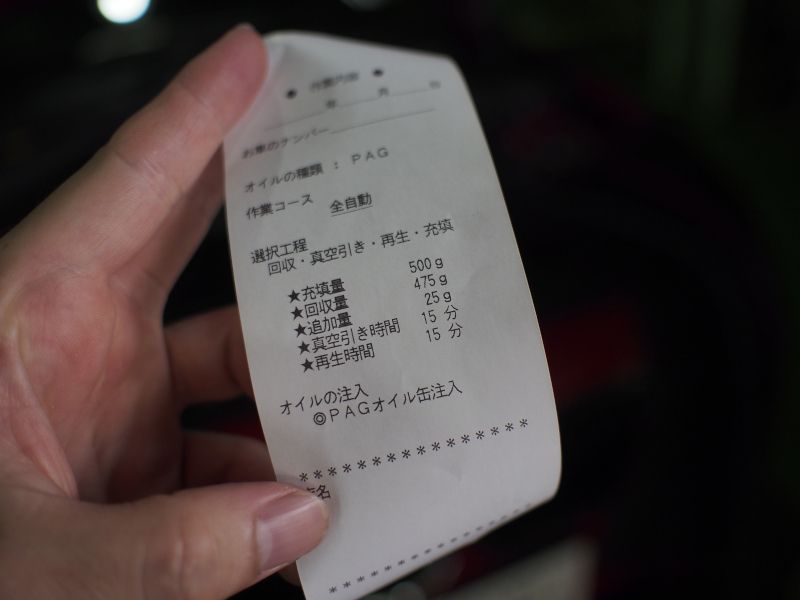 ● 作業内容 ●
年 月 日
お車のナンバー
オイルの種類 : PAG
作業コース 全自動
選択工程
回収・真空引き・再生・充填
★充填量 500g
★回収量 475g
★追加量 25g
★真空引き時間 15 分
★再生時間 15 分
オイルの注入
◎PAGオイル缶注入
****************
名
****************